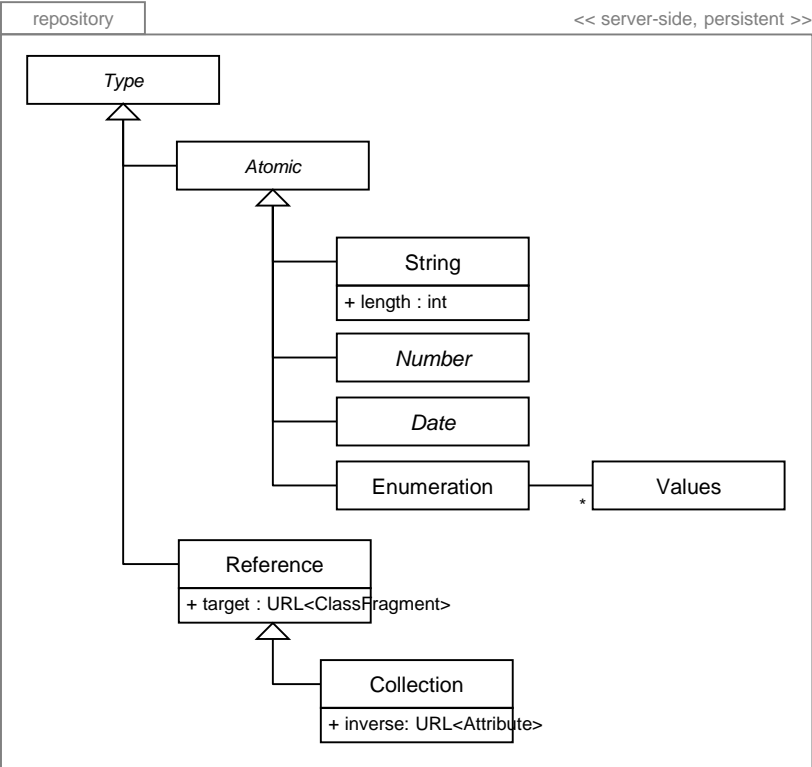 repository
<< server-side, persistent >>
Type
Atomic
String
+ length : int
Number
Date
Enumeration
Values
*
Reference
+ target : URL<ClassFragment>
Collection
+ inverse: URL<Attribute>